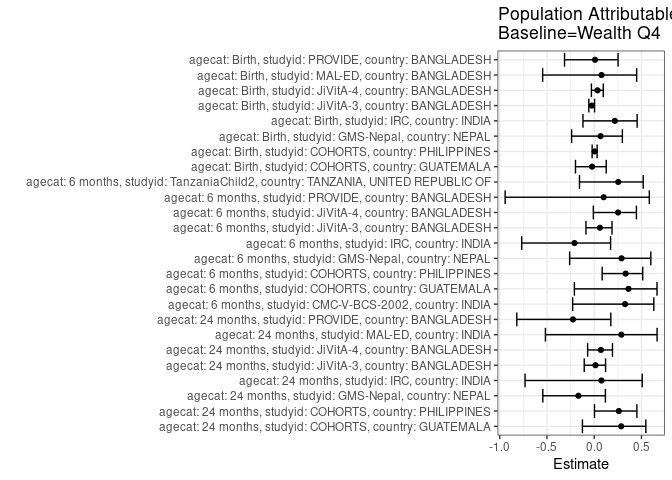 Population Attributable
Baseline=Wealth Q4
agecat: Birth, studyid: PROVIDE, country: BANGLADESH
agecat: Birth, studyid: MAL-ED, country: BANGLADESH
agecat: Birth, studyid: JiVitA-4, country: BANGLADESH
agecat: Birth, studyid: JiVitA-3, country: BANGLADESH
agecat: Birth, studyid: IRC, country: INDIA
agecat: Birth, studyid: GMS-Nepal, country: NEPAL
agecat: Birth, studyid: COHORTS, country: PHILIPPINES
agecat: Birth, studyid: COHORTS, country: GUATEMALA
agecat: 6 months, studyid: TanzaniaChild2, country: TANZANIA, UNITED REPUBLIC OF
agecat: 6 months, studyid: PROVIDE, country: BANGLADESH
agecat: 6 months, studyid: JiVitA-4, country: BANGLADESH
agecat: 6 months, studyid: JiVitA-3, country: BANGLADESH
agecat: 6 months, studyid: IRC, country: INDIA
agecat: 6 months, studyid: GMS-Nepal, country: NEPAL
agecat: 6 months, studyid: COHORTS, country: PHILIPPINES
agecat: 6 months, studyid: COHORTS, country: GUATEMALA
agecat: 6 months, studyid: CMC-V-BCS-2002, country: INDIA
agecat: 24 months, studyid: PROVIDE, country: BANGLADESH
agecat: 24 months, studyid: MAL-ED, country: INDIA
agecat: 24 months, studyid: JiVitA-4, country: BANGLADESH
agecat: 24 months, studyid: JiVitA-3, country: BANGLADESH
agecat: 24 months, studyid: IRC, country: INDIA
agecat: 24 months, studyid: GMS-Nepal, country: NEPAL
agecat: 24 months, studyid: COHORTS, country: PHILIPPINES
agecat: 24 months, studyid: COHORTS, country: GUATEMALA
-1.0 -0.5 0.0 0.5
Estimate